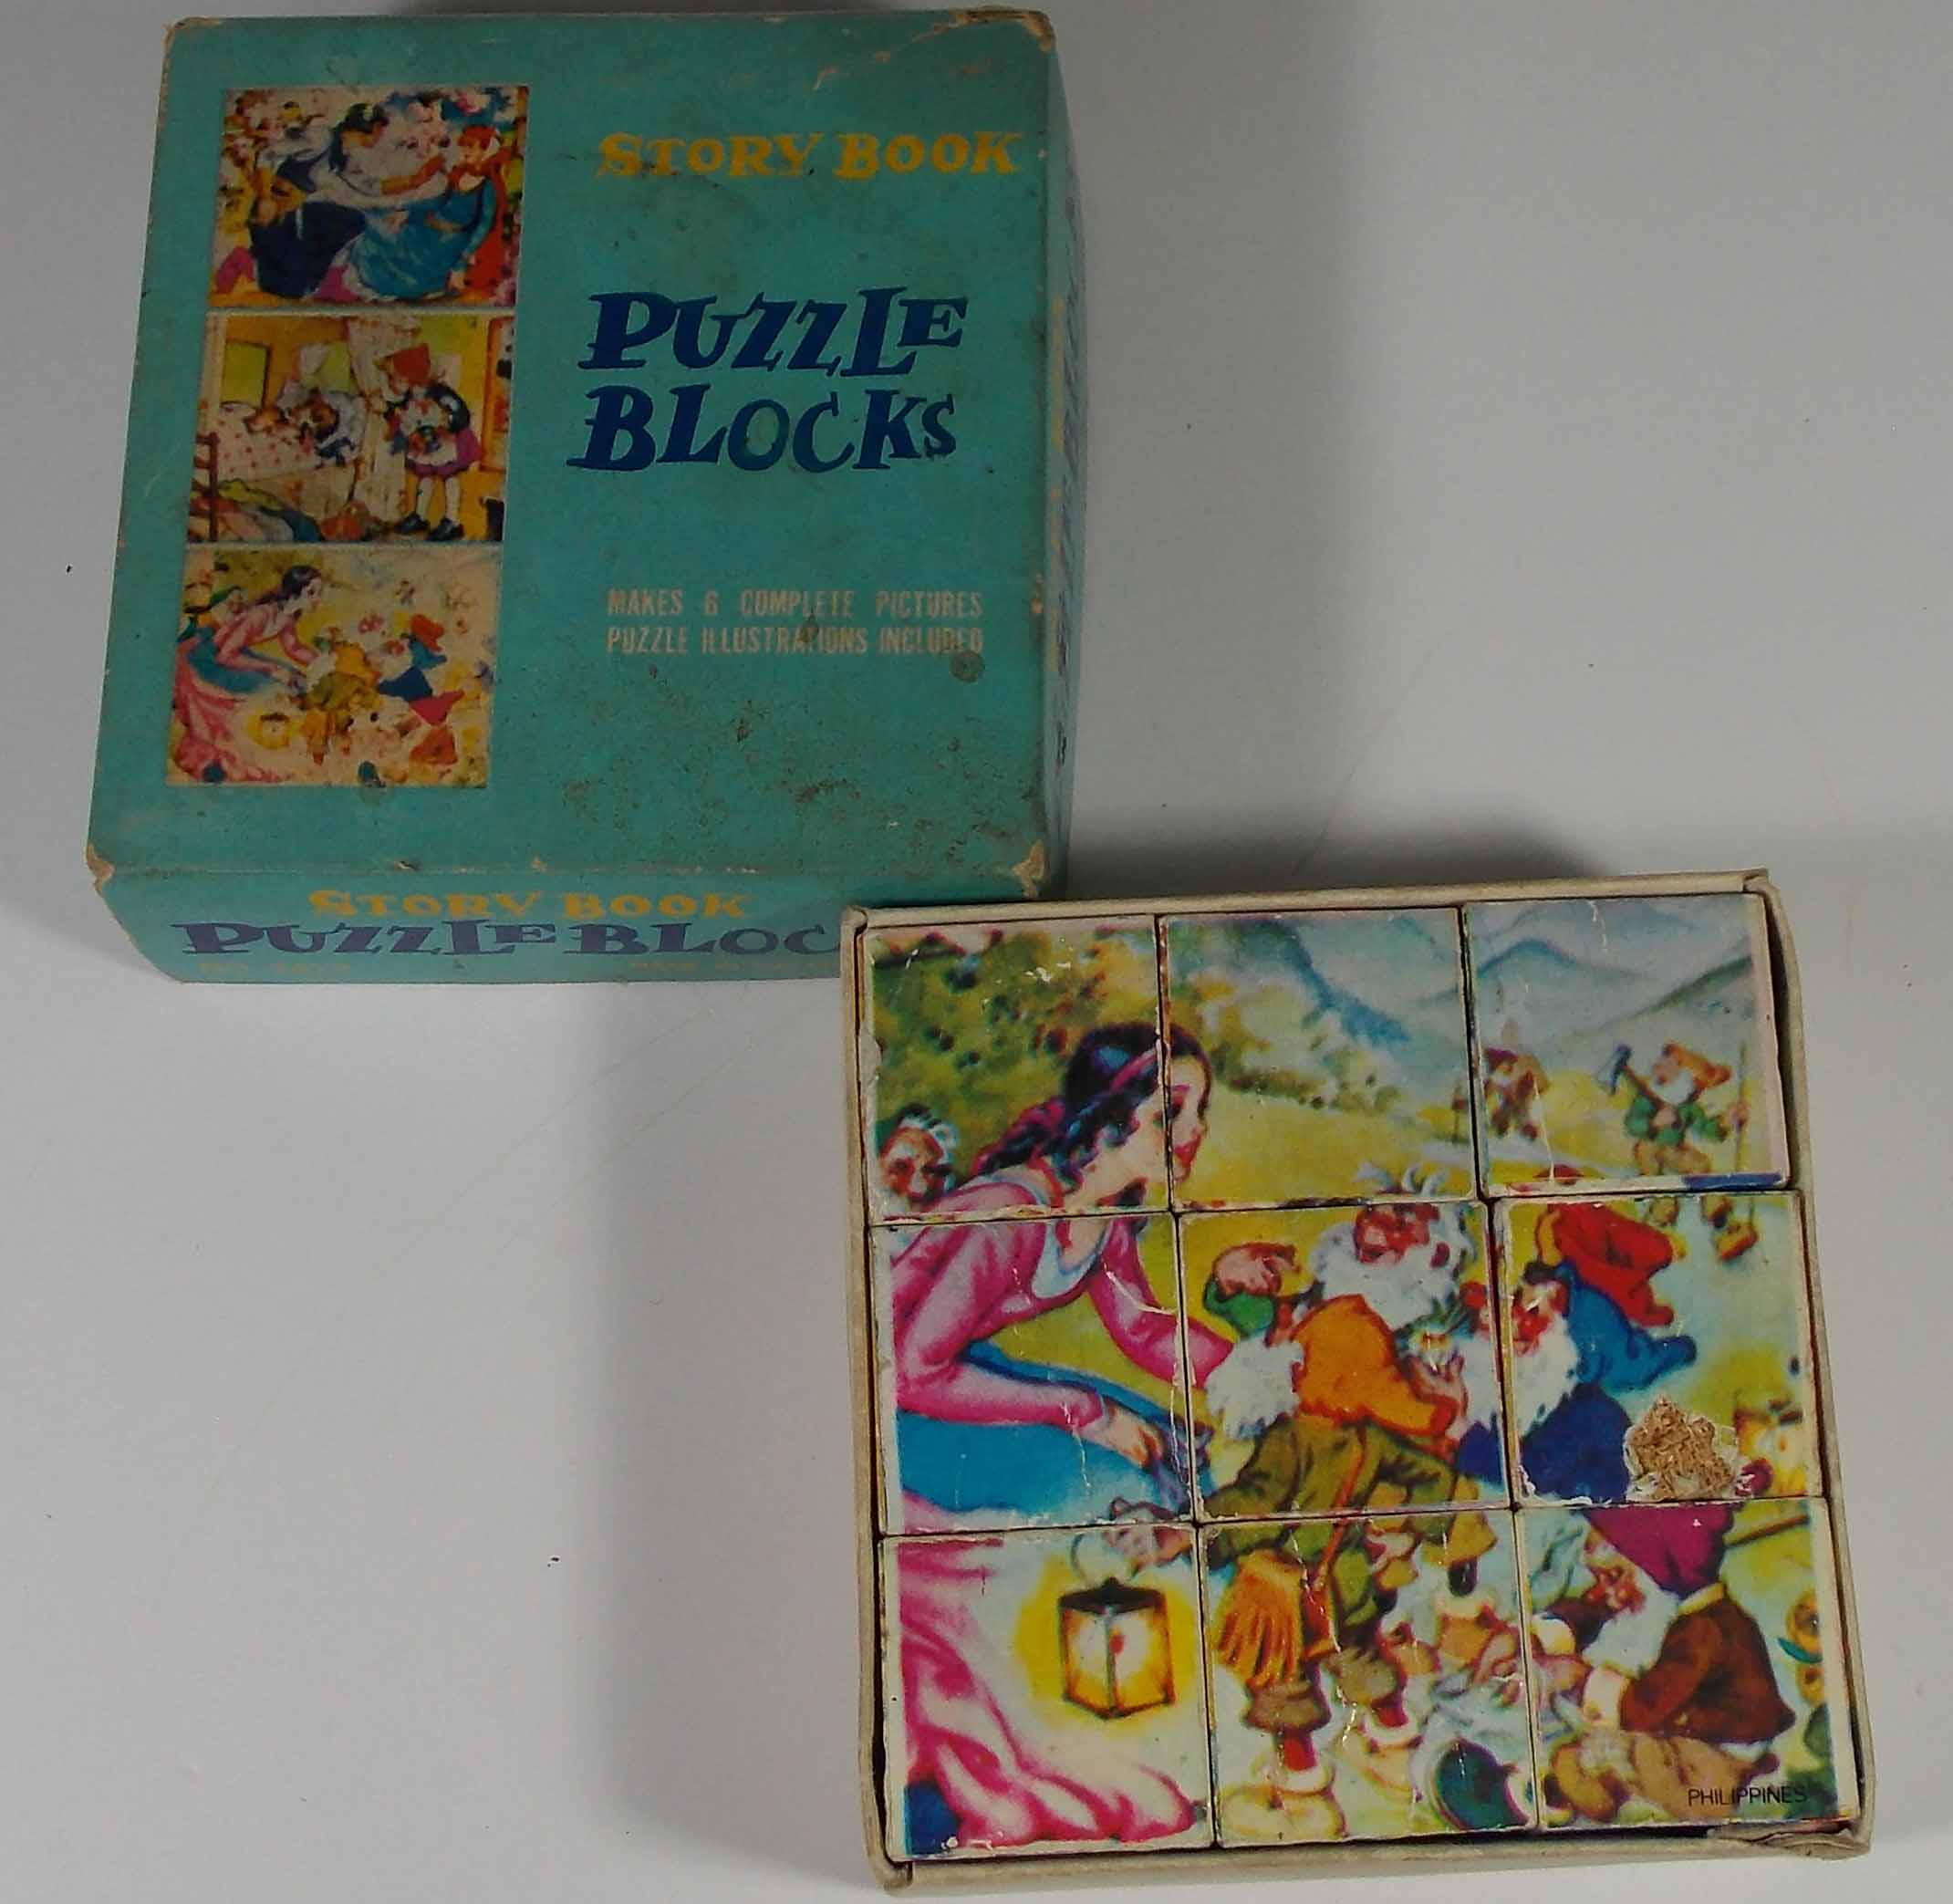 STORY BOOK
PUZZLE
BLOCKS
MAKES 6 COMPLETE PICTURES
PUZZLE ILLUSTRATIONS INCLUDED
STORY BOOK
PUZZLE BLOC
PHILIPPINES